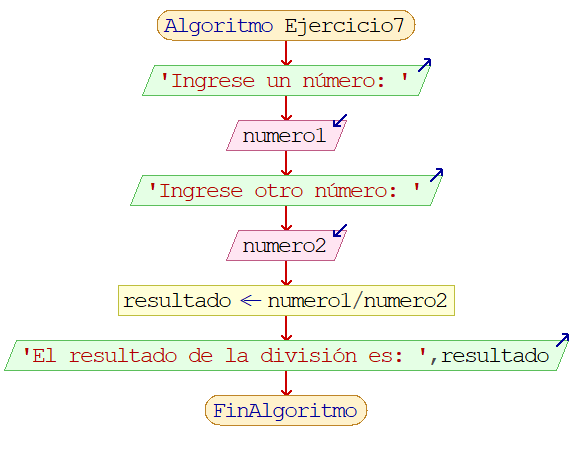 Algoritmo Ejercicio7
'Ingrese un número: '
numero1
'Ingrese otro número: '
numero2
resultado ← numero1/numero2
'El resultado de la división es: ',resultado
FinAlgoritmo